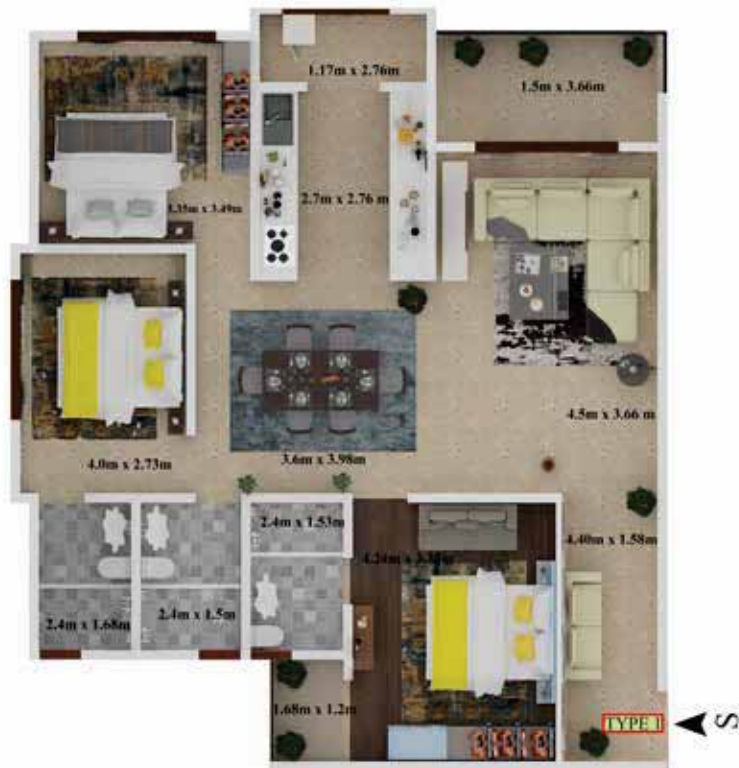 1.17m x 2.76m
1.5m x 3.66m
2.7m x 2.76 m
4.5m x 3.66 m
4.0m x 2.73m
3.6m x 3.98m
2.4m x 1.53m
4.40m x 1.58m
2.4m x 1.5m
2.4m x 1.68m
1.68m x 1.2m
TYPE 1
S